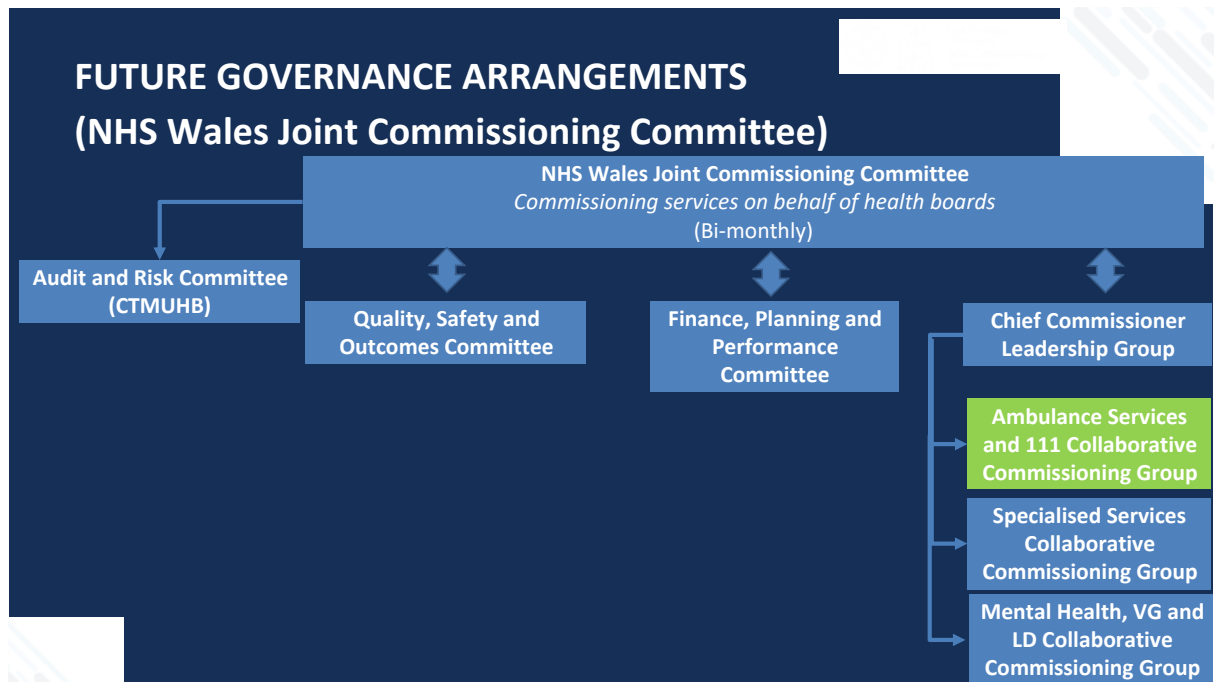 FUTURE GOVERNANCE ARRANGEMENTS
(NHS Wales Joint Commissioning Committee)
NHS Wales Joint Commissioning Committee
Commissioning services on behalf of health boards
(Bi-monthly)
Audit and Risk Committee
(CTMUHB)
Quality, Safety and
Outcomes Committee
Finance, Planning and
Performance
Committee
Chief Commissioner
Leadership Group
Ambulance Services
and 111 Collaborative
Commissioning Group
Specialised Services
Collaborative
Commissioning Group
Mental Health, VG and
LD Collaborative
Commissioning Group